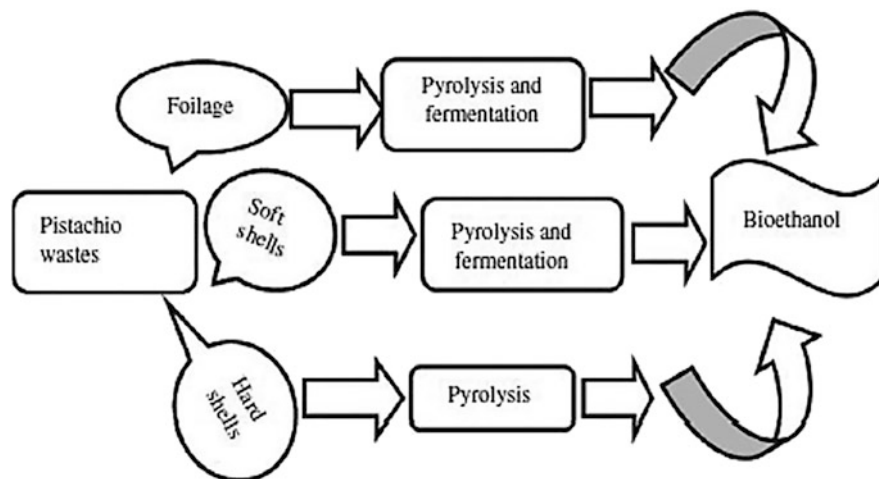 Foilage
Pyrolysis and
fermentation
Pistachio
wastes
Soft
shells
Pyrolysis and
fermentation
Bioethanol
Hard
shells
Pyrolysis